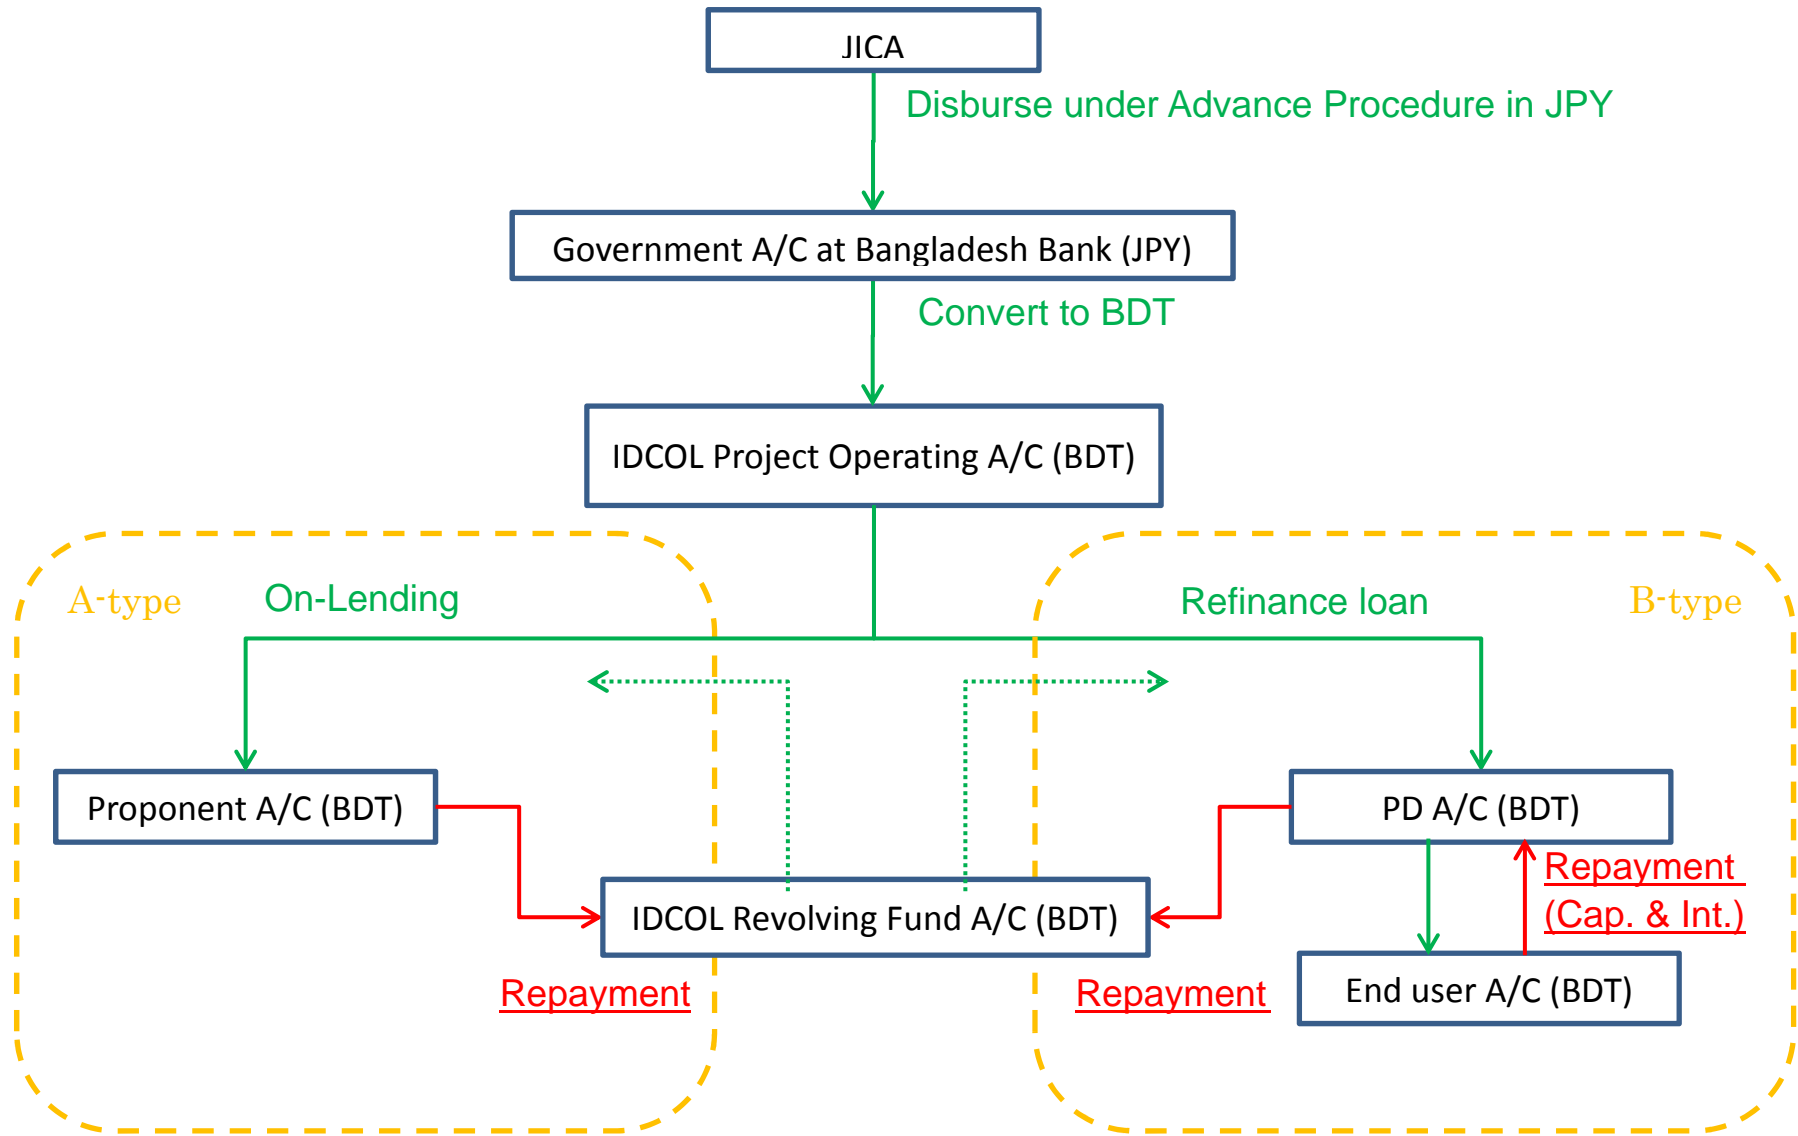 JICA
Disburse under Advance Procedure in JPY
Government A/C at Bangladesh Bank (JPY)
Convert to BDT
IDCOL Project Operating A/C (BDT)
A-type
On-Lending
Refinance loan
B-type
Proponent A/C (BDT)
PD A/C (BDT)
Repayment
(Cap. & Int.)
IDCOL Revolving Fund A/C (BDT)
Repayment
Repayment
End user A/C (BDT)